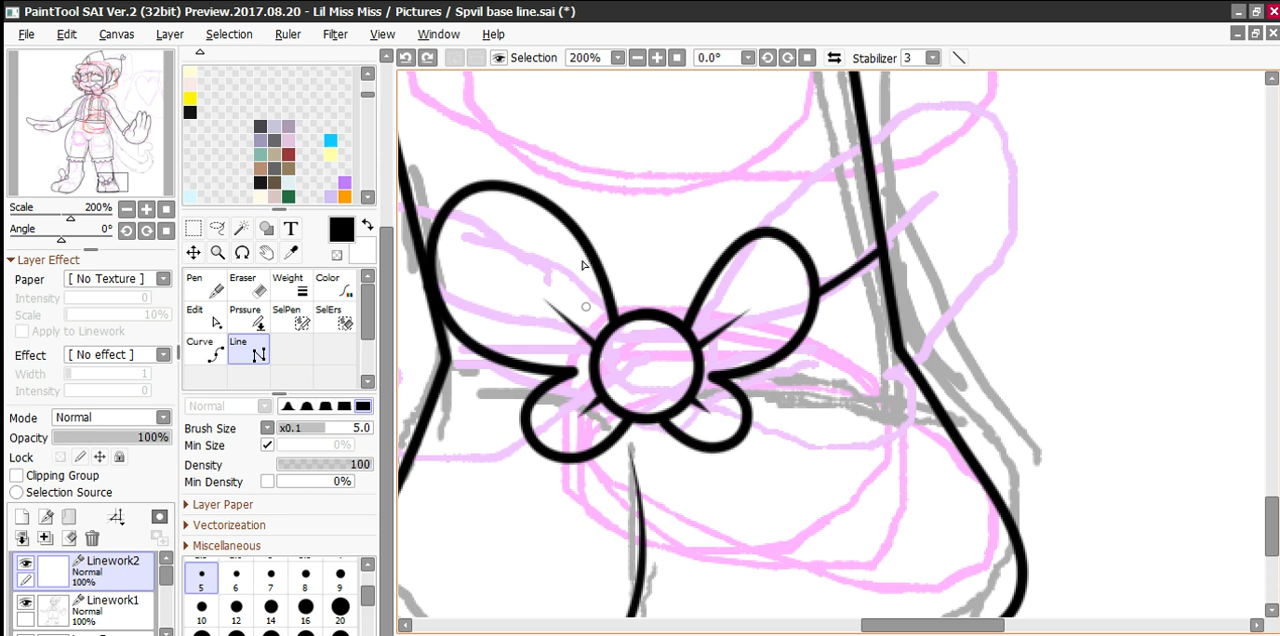 PaintTool SAI Ver.2 (32bit) Preview.2017.08.20 - Lil Miss Miss / Pictures / Spvil base line.sai (*)
File Edit Canvas Layer Selection Ruler Filter View Window Help
Selection 200% 0.0° Stabilizer 3
Scale 200%
Angle 0°
Layer Effect
Paper [ No Texture ]
Intensity 0
Scale 10%
Apply to Linework
Effect [ No effect ]
Width 1
Intensity 0
Mode Normal
Opacity 100%
Lock
Clipping Group
Selection Source
Linework2
Normal
100%
Linework1
Normal
100%
T
Pen Eraser Weight Color
Edit Prssure SelPen SelErs
Curve Line
Normal
Brush Size x0.1 5.0
Min Size 0%
Density 100
Min Density 0%
Layer Paper
Vectorizeation
Miscellaneous
5 6 7 8 9
10 12 14 16 20